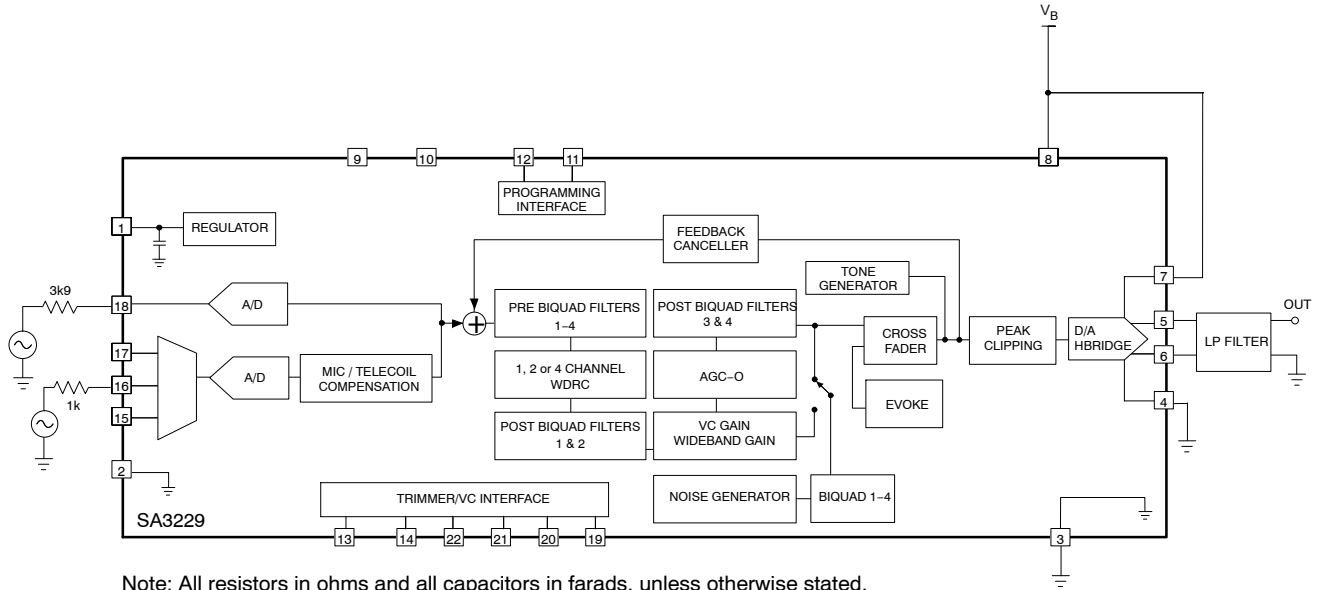 VB
9
10
12
11
8
PROGRAMMING
INTERFACE
1
REGULATOR
FEEDBACK
CANCELLER
3k9
18
A/D
TONE
GENERATOR
7
OUT
PRE BIQUAD FILTERS
1−4
POST BIQUAD FILTERS
3 & 4
CROSS
FADER
PEAK
CLIPPING
D/A
HBRIDGE
5
6
LP FILTER
17
16
15
1k
A/D
MIC / TELECOIL
COMPENSATION
1, 2 or 4 CHANNEL
WDRC
AGC−O
EVOKE
4
POST BIQUAD FILTERS
1 & 2
VC GAIN
WIDEBAND GAIN
2
TRIMMER/VC INTERFACE
NOISE GENERATOR
BIQUAD 1−4
SA3229
13
14
22
21
20
19
3
Note: All resistors in ohms and all capacitors in farads, unless otherwise stated.